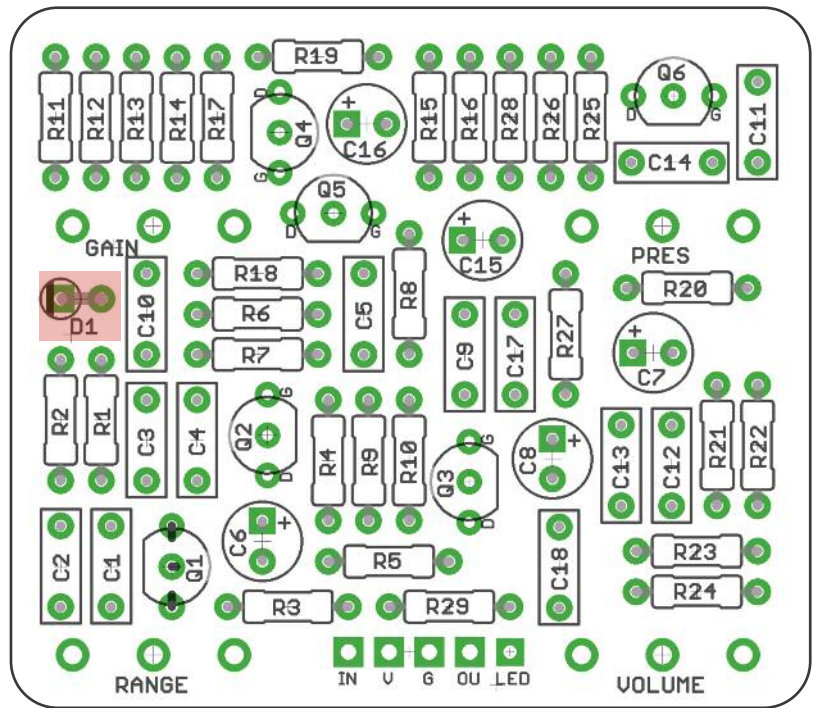 R19
Q6
D
R11 R12 R13 R14 R17
Q4
+
C16
R15 R16 R28 R26 R25
D G
C11
G
C14
Q5
D G
+
C15
GAIN
PRES
R18
C10
R6
C5
R8
R20
D1
C9 C17
R27
+
C7
R7
R2 R1
C3 C4
G
Q2
D
R4 R9 R10
G
Q3
D
C8
+
C13 C12
R21 R22
C2 C1
Q1
C6
+
R5
C18
R23
R3
R29
R24
IN V G OU LED
RANGE
VOLUME